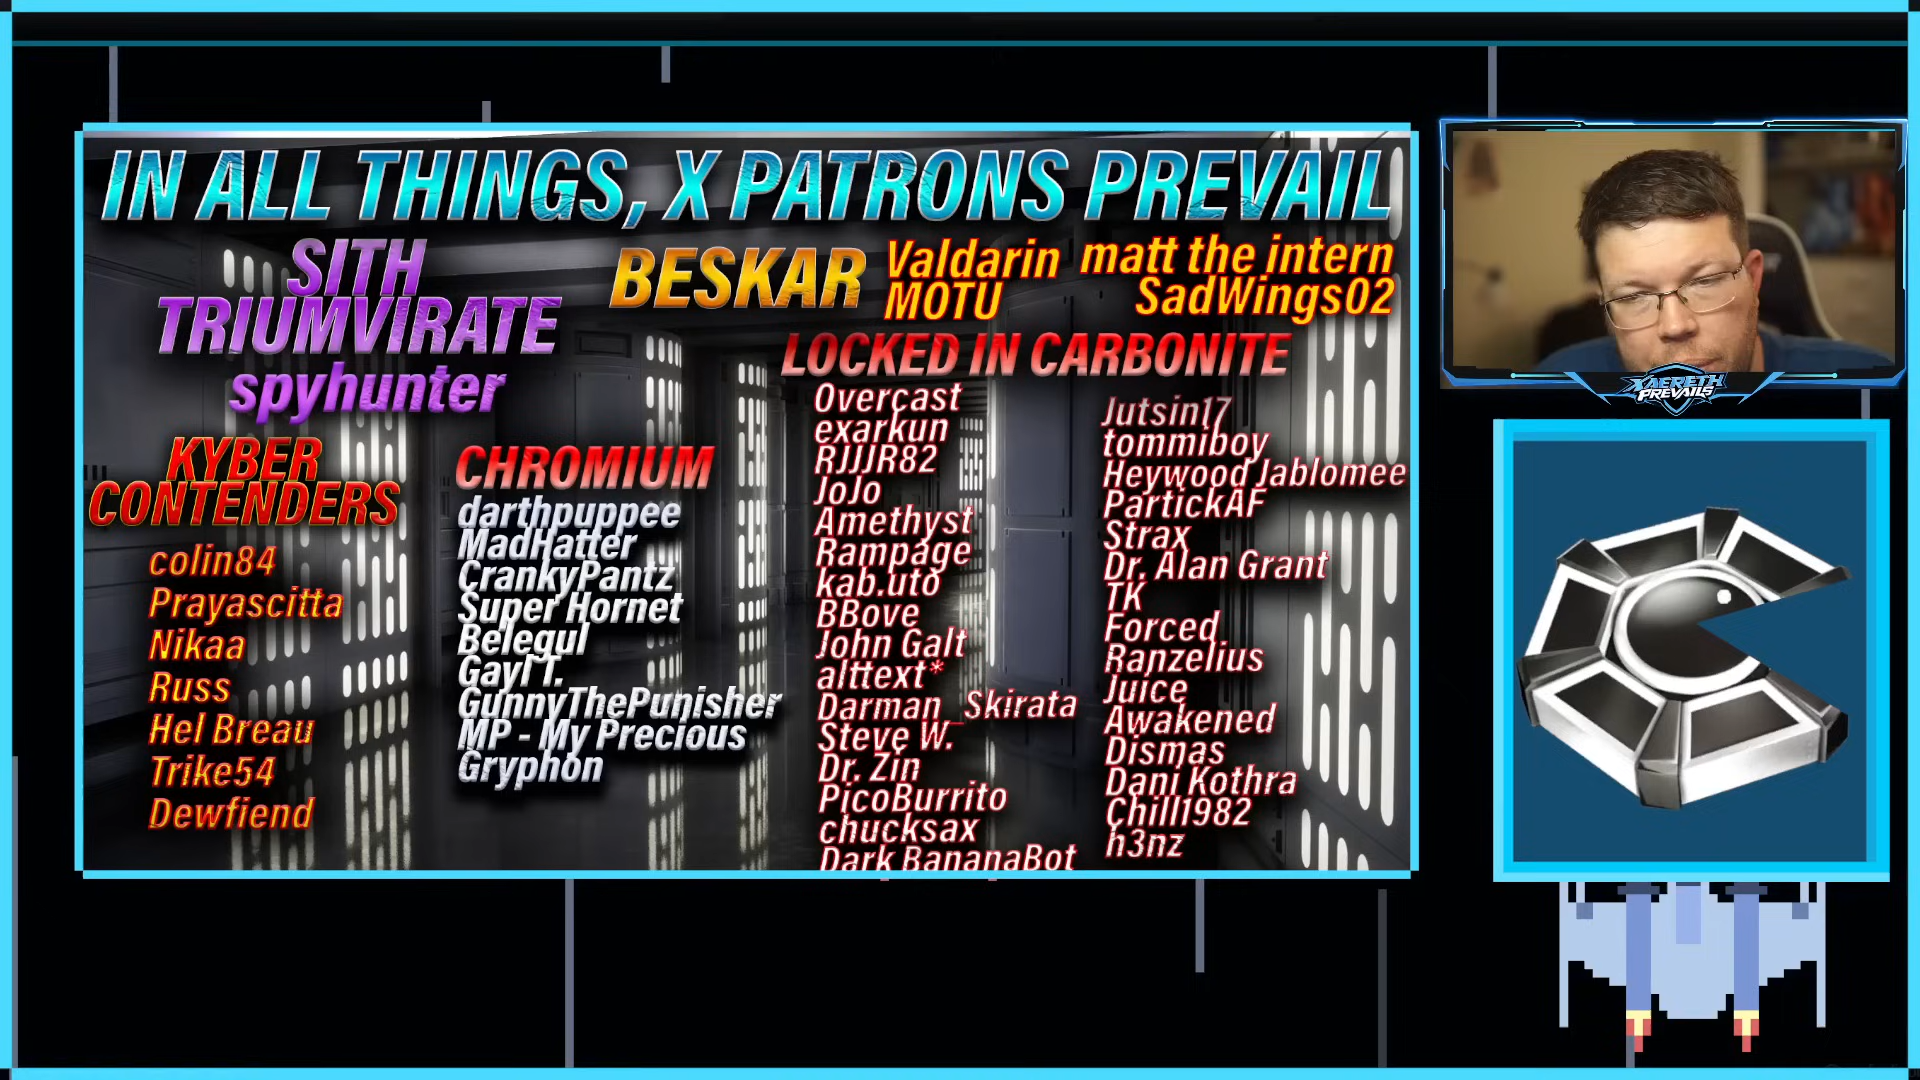 IN ALL THINGS, X PATRONS PREVAIL
SITH
TRIUMVIRATE
spyhunter
BESKAR
Valdarin
MOTU
matt the intern
SadWings02
KYBER
CONTENDERS
colin84
Prayascitta
Nikaa
Russ
Hel Breau
Trike54
Dewfiend
CHROMIUM
darthpuppee
MadHatter
CrankyPantz
Super Hornet
Belegul
Gayl T.
GunnyThePunisher
MP - My Precious
Gryphon
LOCKED IN CARBONITE
Overcast
exarkun
RJJJR82
JoJo
Amethyst
Rampage
kab.uto
BBove
John Galt
alttext*
Darman_Skirata
Steve W.
Dr. Zin
PicoBurrito
chucksax
Dark BananaBot
Jutsin17
tommiboy
Heywood Jablomee
PartickAF
Strax
Dr. Alan Grant
TK
Forced
Ranzelius
Juice
Awakened
Dismas
Dani Kothra
Chill1982
h3nz
XAERETH
PREVAILS